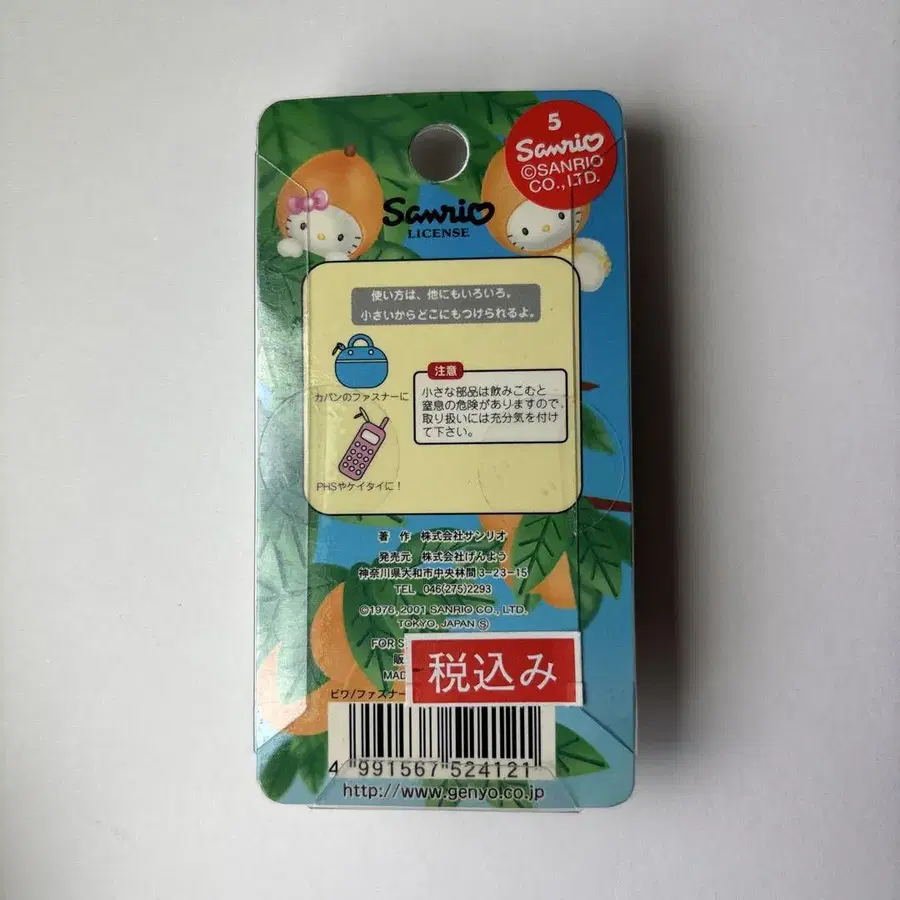 5
Sanrio
©SANRIO
CO., LTD.
Sanrio
LICENSE
使い方は、他にもいろいろ。
小さいからどこにもつけられるよ。
カバンのファスナーに
注意
小さな部品は飲みこむと
窒息の危険がありますので、
取り扱いには充分気を付け
て下さい。
PHSやケイタイに！
著 作 株式会社サンリオ
発売元 株式会社げんよう
神奈川県大和市中央林間3-23-15
TEL 046(275)2293
©1976, 2001 SANRIO CO., LTD.
TOKYO, JAPAN Ⓢ
FOR S
販
MAD
税込み
ビワ/ファスナー
4 991567 524121
http://www.genyo.co.jp